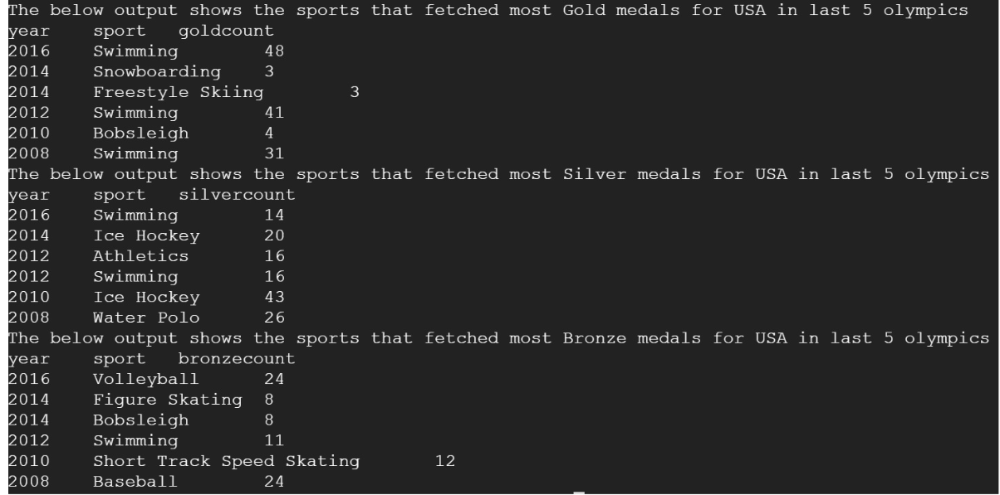 The below output shows the sports that fetched most Gold medals for USA in last 5 olympics
year sport goldcount
2016 Swimming 48
2014 Snowboarding 3
2014 Freestyle Skiing 3
2012 Swimming 41
2010 Bobsleigh 4
2008 Swimming 31
The below output shows the sports that fetched most Silver medals for USA in last 5 olympics
year sport silvercount
2016 Swimming 14
2014 Ice Hockey 20
2012 Athletics 16
2012 Swimming 16
2010 Ice Hockey 43
2008 Water Polo 26
The below output shows the sports that fetched most Bronze medals for USA in last 5 olympics
year sport bronzecount
2016 Volleyball 24
2014 Figure Skating 8
2014 Bobsleigh 8
2012 Swimming 11
2010 Short Track Speed Skating 12
2008 Baseball 24